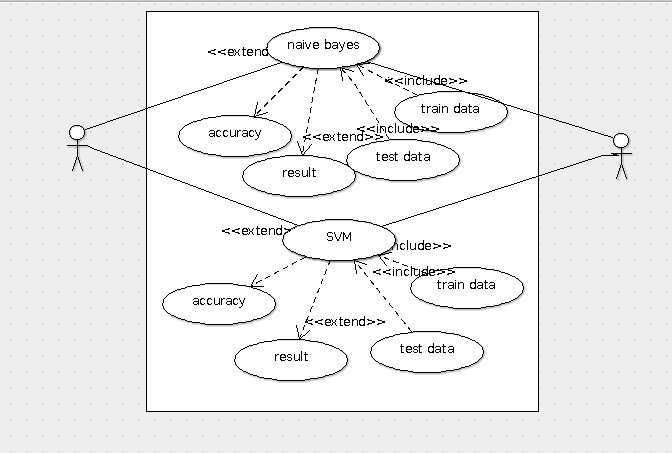 naive bayes
<<extend
<<include>>
train data
accuracy
<<extend>>
<<include>>
test data
result
<<extend>
SVM
include>>
<<include>>
train data
accuracy
<<extend>>
test data
result